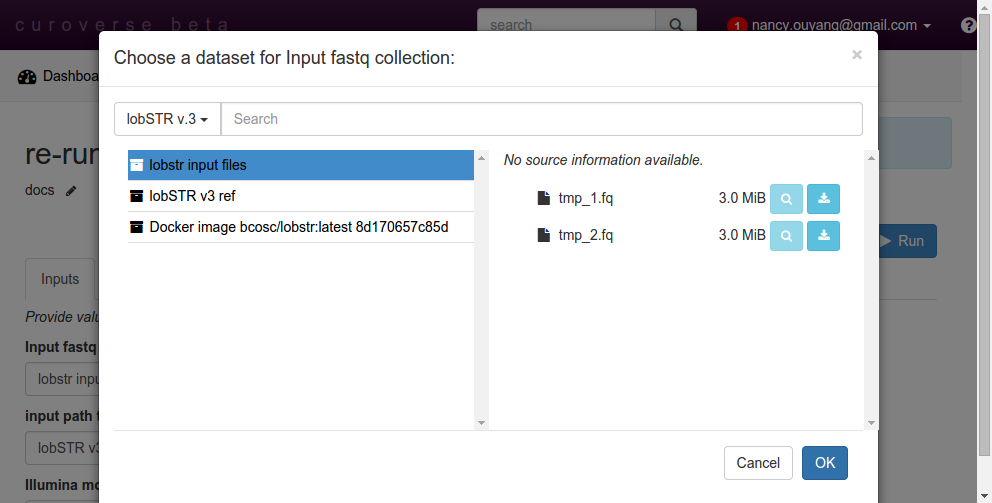 curoverse beta
search
1 nancy.ouyang@gmail.com
Dashboa
Choose a dataset for Input fastq collection:
×
lobSTR v.3
Search
re-run
docs
lobstr input files
lobSTR v3 ref
Docker image bcosc/lobstr:latest 8d170657c85d
No source information available.
tmp_1.fq 3.0 MiB
tmp_2.fq 3.0 MiB
Run
Inputs
Provide valu
Input fastq
lobstr inpu
input path t
lobSTR v3
Illumina mo
Cancel
OK